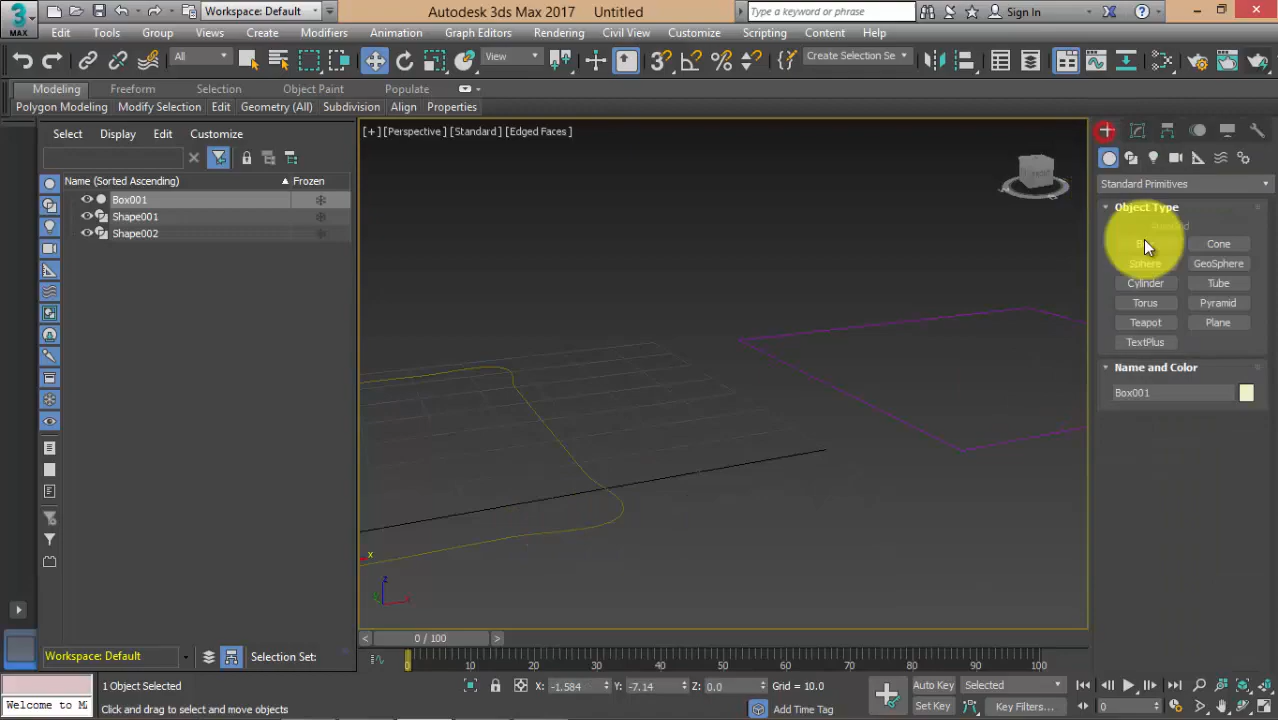 3
MAX
Workspace: Default
Autodesk 3ds Max 2017 Untitled
Type a keyword or phrase
Sign In
Edit Tools Group Views Create Modifiers Animation Graph Editors Rendering Civil View Customize Scripting Content Help
All
View
Create Selection Se
Modeling Freeform Selection Object Paint Populate
Polygon Modeling Modify Selection Edit Geometry (All) Subdivision Align Properties
Select Display Edit Customize
[+] [Perspective] [Standard] [Edged Faces]
Name (Sorted Ascending) Frozen
Box001
Shape001
Shape002
Standard Primitives
Object Type
Cone
Sphere GeoSphere
Cylinder Tube
Torus Pyramid
Teapot Plane
TextPlus
Name and Color
Box001
x
z
0 / 100
Workspace: Default
Selection Set:
0 10 20 30 40 50 60 70 80 90 100
1 Object Selected
X: -1.584 Y: -7.14 Z: 0.0
Grid = 10.0
Auto Key Selected
Welcome to M
Click and drag to select and move objects
Add Time Tag
Set Key Key Filters...
0